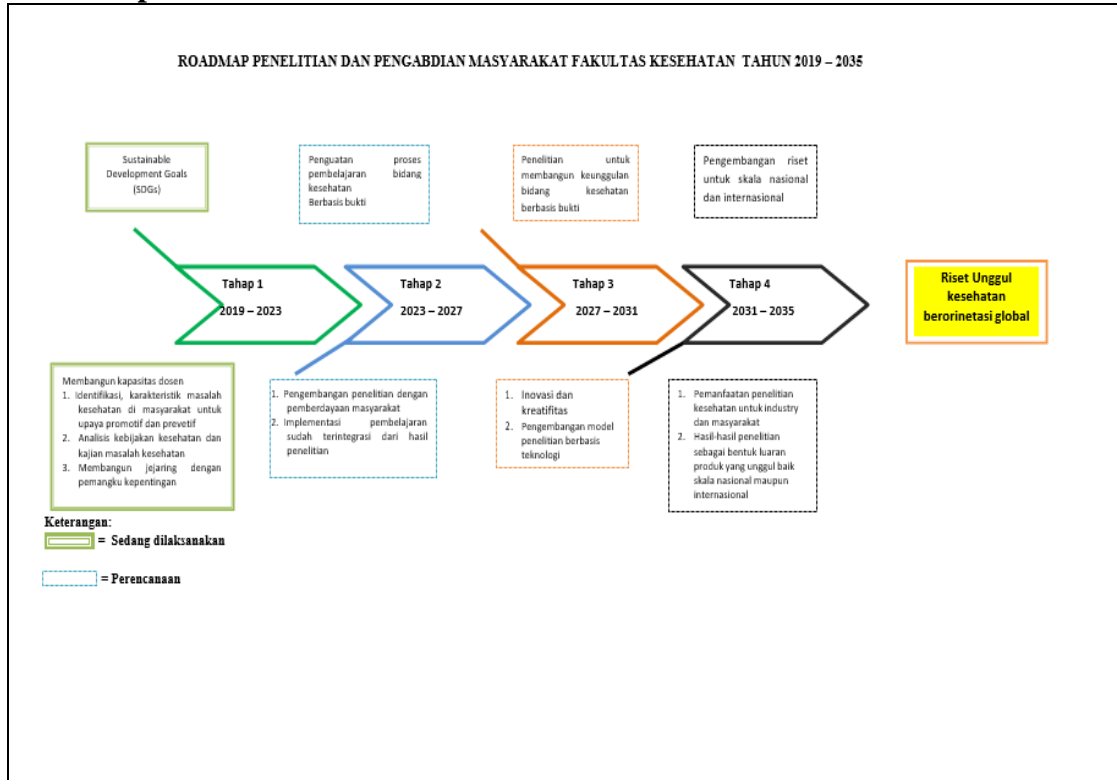 ROADMAP PENELITIAN DAN PENGABDIAN MASYARAKAT FAKULTAS KESEHATAN TAHUN 2019 – 2035
Sustainable
Development Goals
(SDGs)
Penguatan proses
pembelajaran bidang
kesehatan
Berbasis bukti
Penelitian untuk
membangun keunggulan
bidang kesehatan
berbasis bukti
Pengembangan riset
untuk skala nasional
dan internasional
Tahap 1
2019 – 2023
Tahap 2
2023 – 2027
Tahap 3
2027 – 2031
Tahap 4
2031 – 2035
Riset Unggul
kesehatan
berorinetasi global
Membangun kapasitas dosen
1. Identifikasi, karakteristik masalah
kesehatan di masyarakat untuk
upaya promotif dan prevetif
2. Analisis kebijakan kesehatan dan
kajian masalah kesehatan
3. Membangun jejaring dengan
pemangku kepentingan
1. Pengembangan penelitian dengan
pemberdayaan masyarakat
2. Implementasi pembelajaran
sudah terintegrasi dari hasil
penelitian
1. Inovasi dan
kreatifitas
2. Pengembangan model
penelitian berbasis
teknologi
1. Pemanfaatan penelitian
kesehatan untuk industry
dan masyarakat
2. Hasil-hasil penelitian
sebagai bentuk luaran
produk yang unggul baik
skala nasional maupun
internasional
Keterangan:
= Sedang dilaksanakan
= Perencanaan